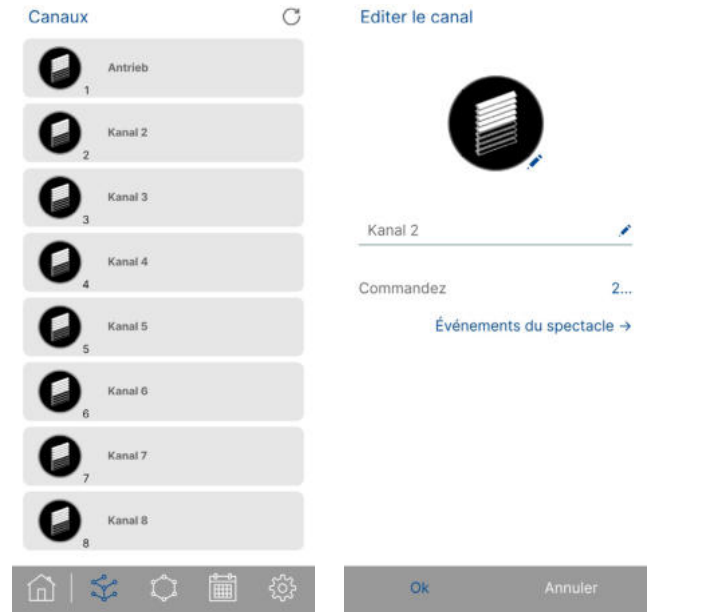 Canaux
Antrieb
1
Kanal 2
2
Kanal 3
3
Kanal 4
4
Kanal 5
5
Kanal 6
6
Kanal 7
7
Kanal 8
8
Editer le canal
Kanal 2
Commandez 2...
Événements du spectacle →
Ok Annuler